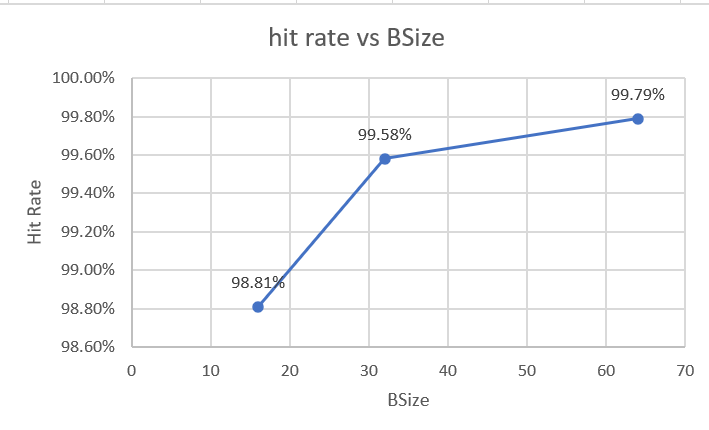 hit rate vs BSize
100.00%
99.80%
99.60%
99.40%
99.20%
99.00%
98.80%
98.60%
Hit Rate
98.81%
99.58%
99.79%
0 10 20 30 40 50 60 70
BSize